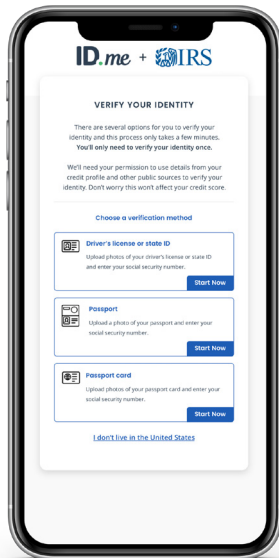 ID.me + IRS
VERIFY YOUR IDENTITY
There are several options for you to verify your
identity and this process only takes a few minutes.
You'll only need to verify your identity once.
We'll need your permission to use details from your
credit profile and other public sources to verify your
identity. Don't worry this won't affect your credit score.
Choose a verification method
Driver's license or state ID
Upload photos of your driver's license or state ID
and enter your social security number.
Start Now
Passport
Upload a photo of your passport and enter your
social security number.
Start Now
Passport card
Upload photos of your passport card and enter your
social security number.
Start Now
I don't live in the United States